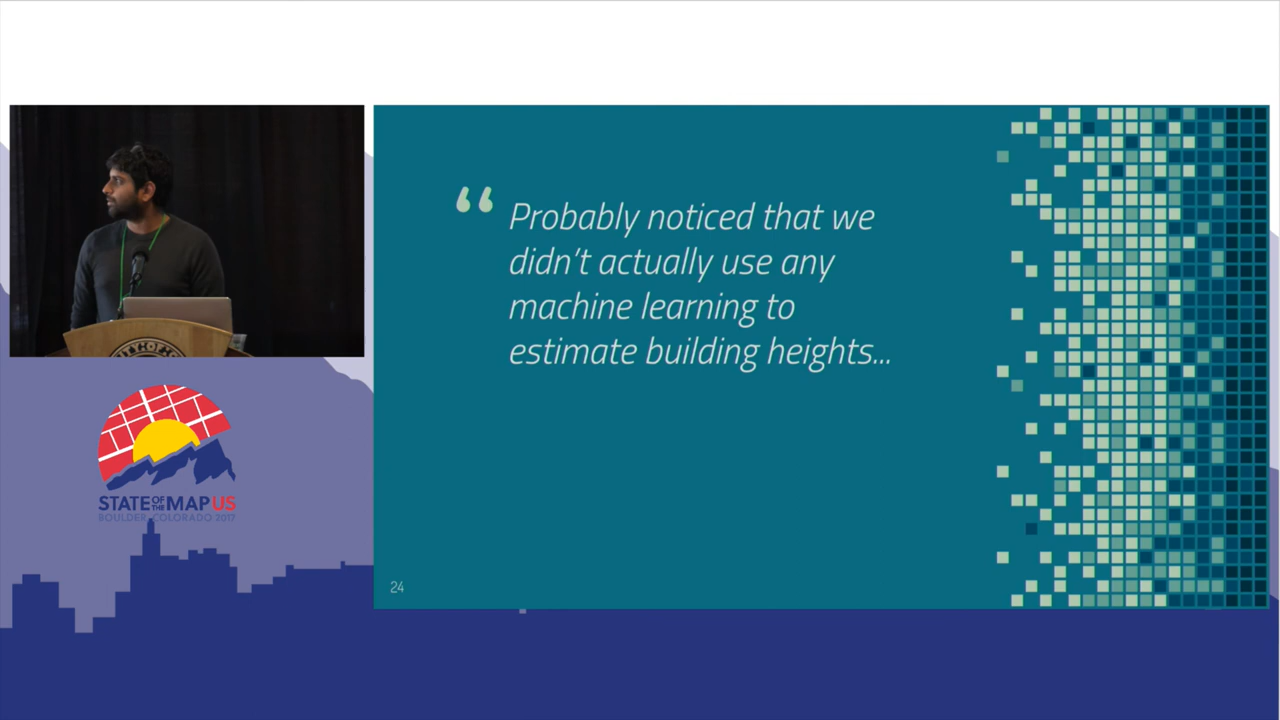 “ Probably noticed that we
didn’t actually use any
machine learning to
estimate building heights...
24
STATE OF THE MAP US
BOULDER, COLORADO 2017